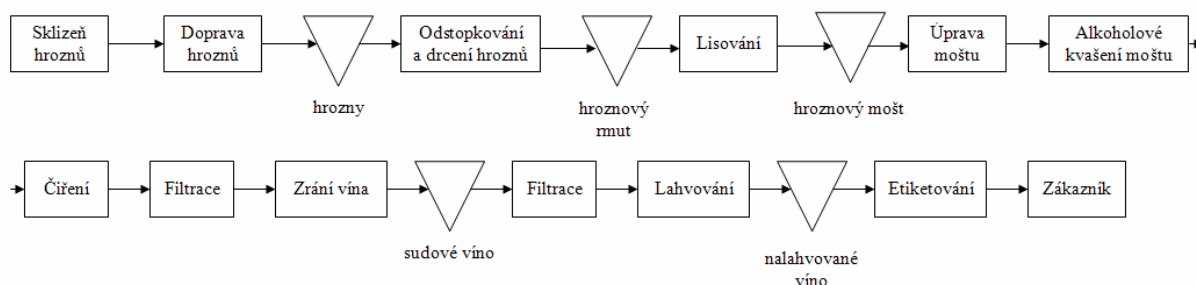 Sklizeň
hroznů
Doprava
hroznů
hrozny
Odstopkování
a drcení hroznů
hroznový
rmut
Lisování
hroznový mošt
Úprava
moštu
Alkoholové
kvašení moštu
Čiření
Filtrace
Zrání vína
sudové víno
Filtrace
Lahvování
nalahvované
víno
Etiketování
Zákazník